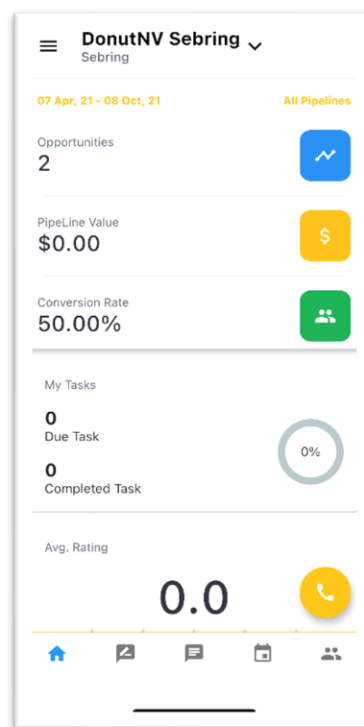 DonutNV Sebring
Sebring
07 Apr, 21 - 08 Oct, 21 All Pipelines
Opportunities
2
PipeLine Value
$0.00
$
Conversion Rate
50.00%
My Tasks
0
Due Task
0%
0
Completed Task
Avg. Rating
0.0